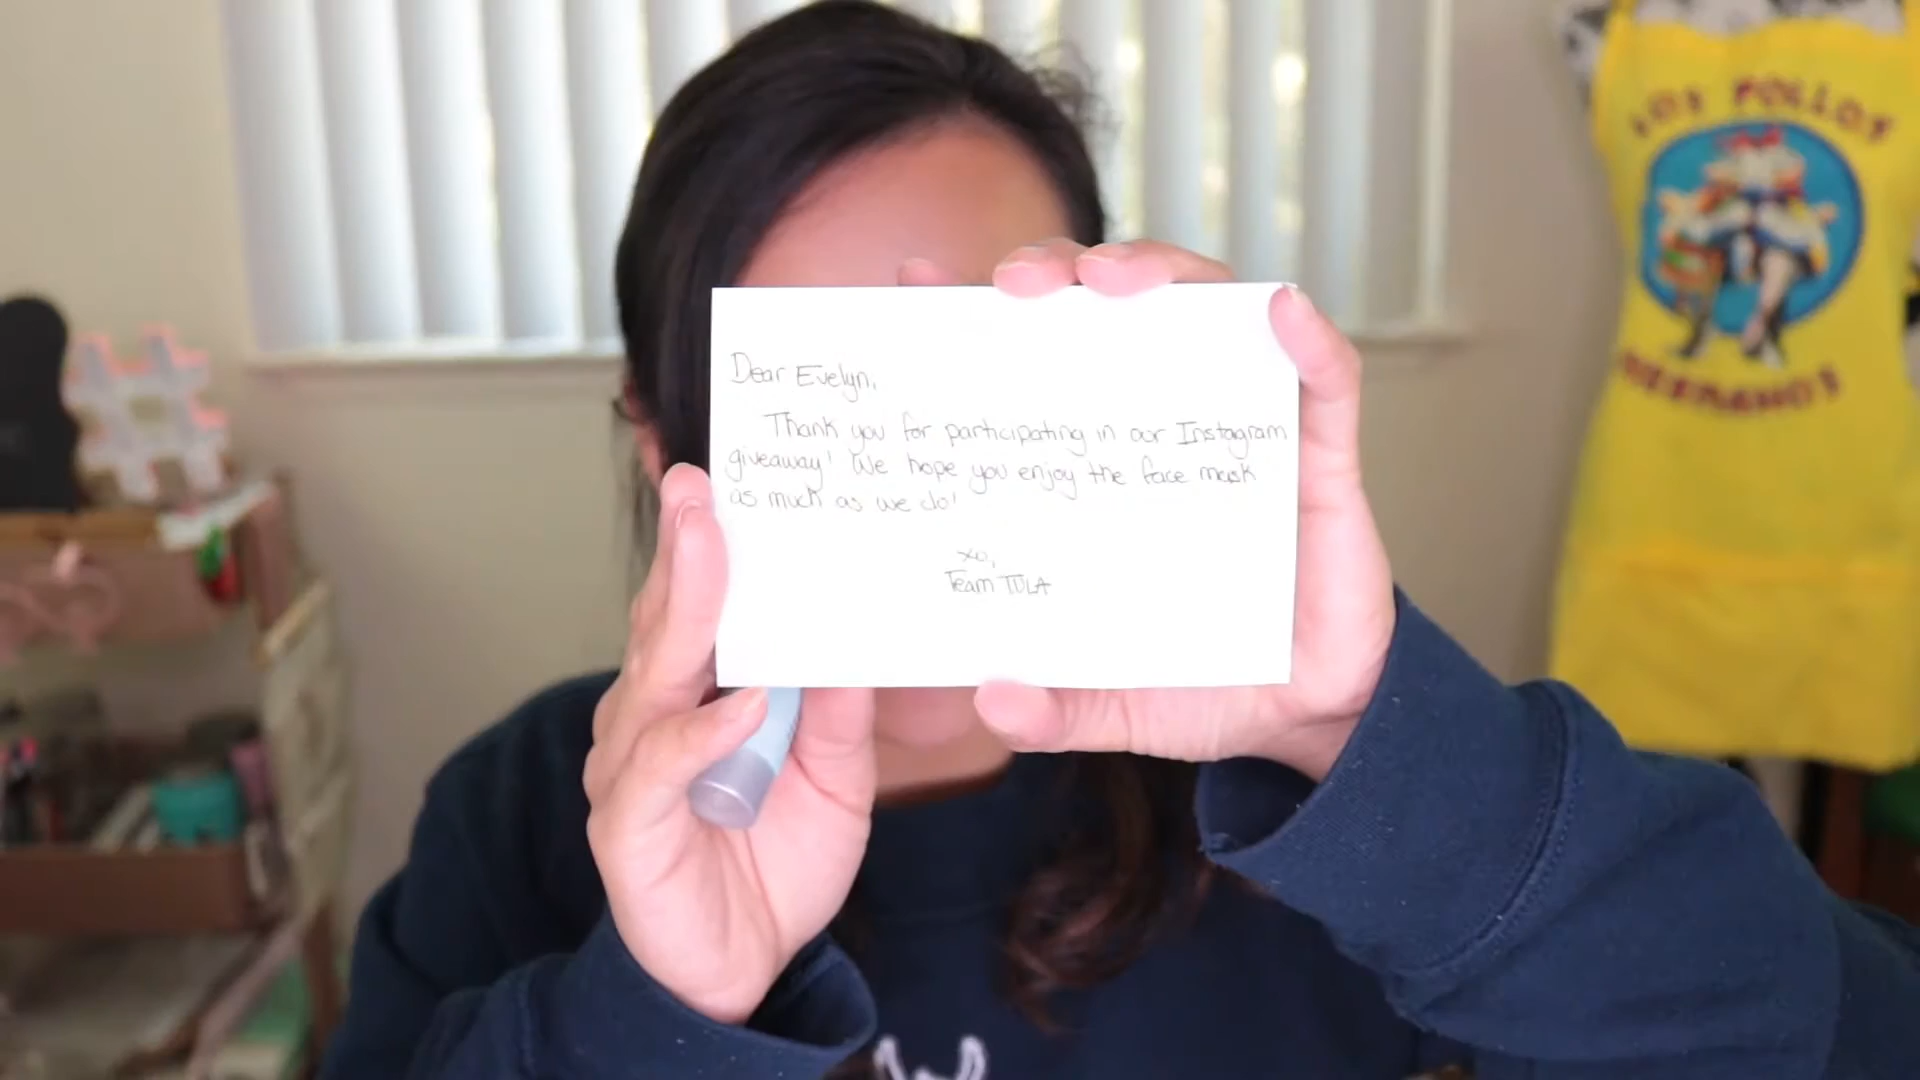 Dear Evelyn,
Thank you for participating in our Instagram
giveaway! We hope you enjoy the face mask
as much as we do!
xo,
Team TULA
LOS POLLOS
HERMANOS